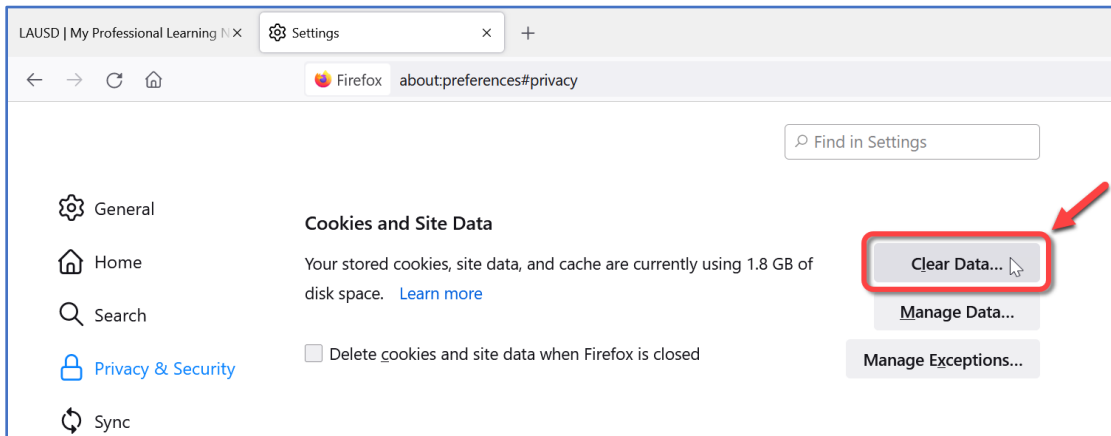 LAUSD | My Professional Learning N
Settings
Firefox about:preferences#privacy
Find in Settings
General
Home
Search
Privacy & Security
Sync
Cookies and Site Data
Your stored cookies, site data, and cache are currently using 1.8 GB of
disk space. Learn more
Delete cookies and site data when Firefox is closed
Clear Data...
Manage Data...
Manage Exceptions...